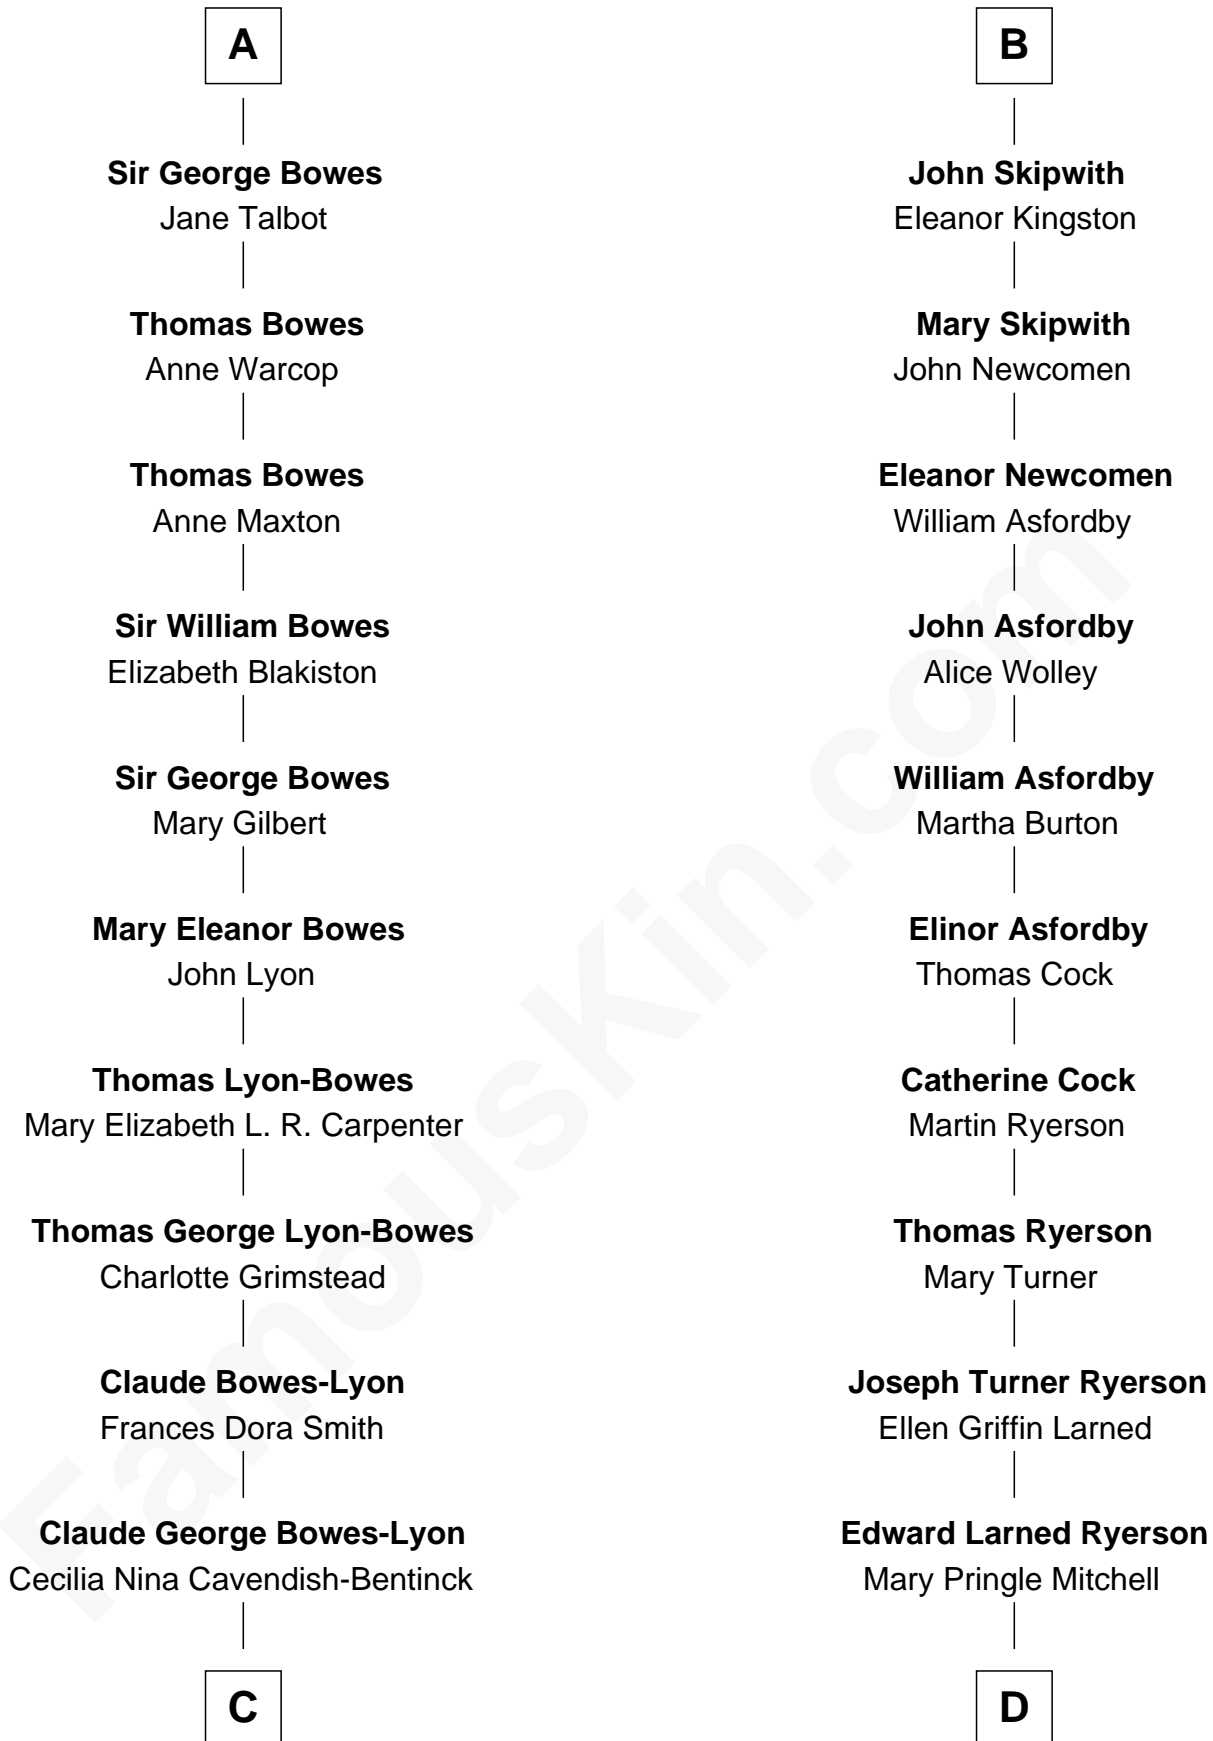 A
Sir George Bowes
Jane Talbot
Thomas Bowes
Anne Warcop
Thomas Bowes
Anne Maxton
Sir William Bowes
Elizabeth Blakiston
Sir George Bowes
Mary Gilbert
Mary Eleanor Bowes
John Lyon
Thomas Lyon-Bowes
Mary Elizabeth L. R. Carpenter
Thomas George Lyon-Bowes
Charlotte Grimstead
Claude Bowes-Lyon
Frances Dora Smith
Claude George Bowes-Lyon
Cecilia Nina Cavendish-Bentinck
C
B
John Skipwith
Eleanor Kingston
Mary Skipwith
John Newcomen
Eleanor Newcomen
William Asfordby
John Asfordby
Alice Wolley
William Asfordby
Martha Burton
Elinor Asfordby
Thomas Cock
Catherine Cock
Martin Ryerson
Thomas Ryerson
Mary Turner
Joseph Turner Ryerson
Ellen Griffin Larned
Edward Larned Ryerson
Mary Pringle Mitchell
D
FamousKin.com